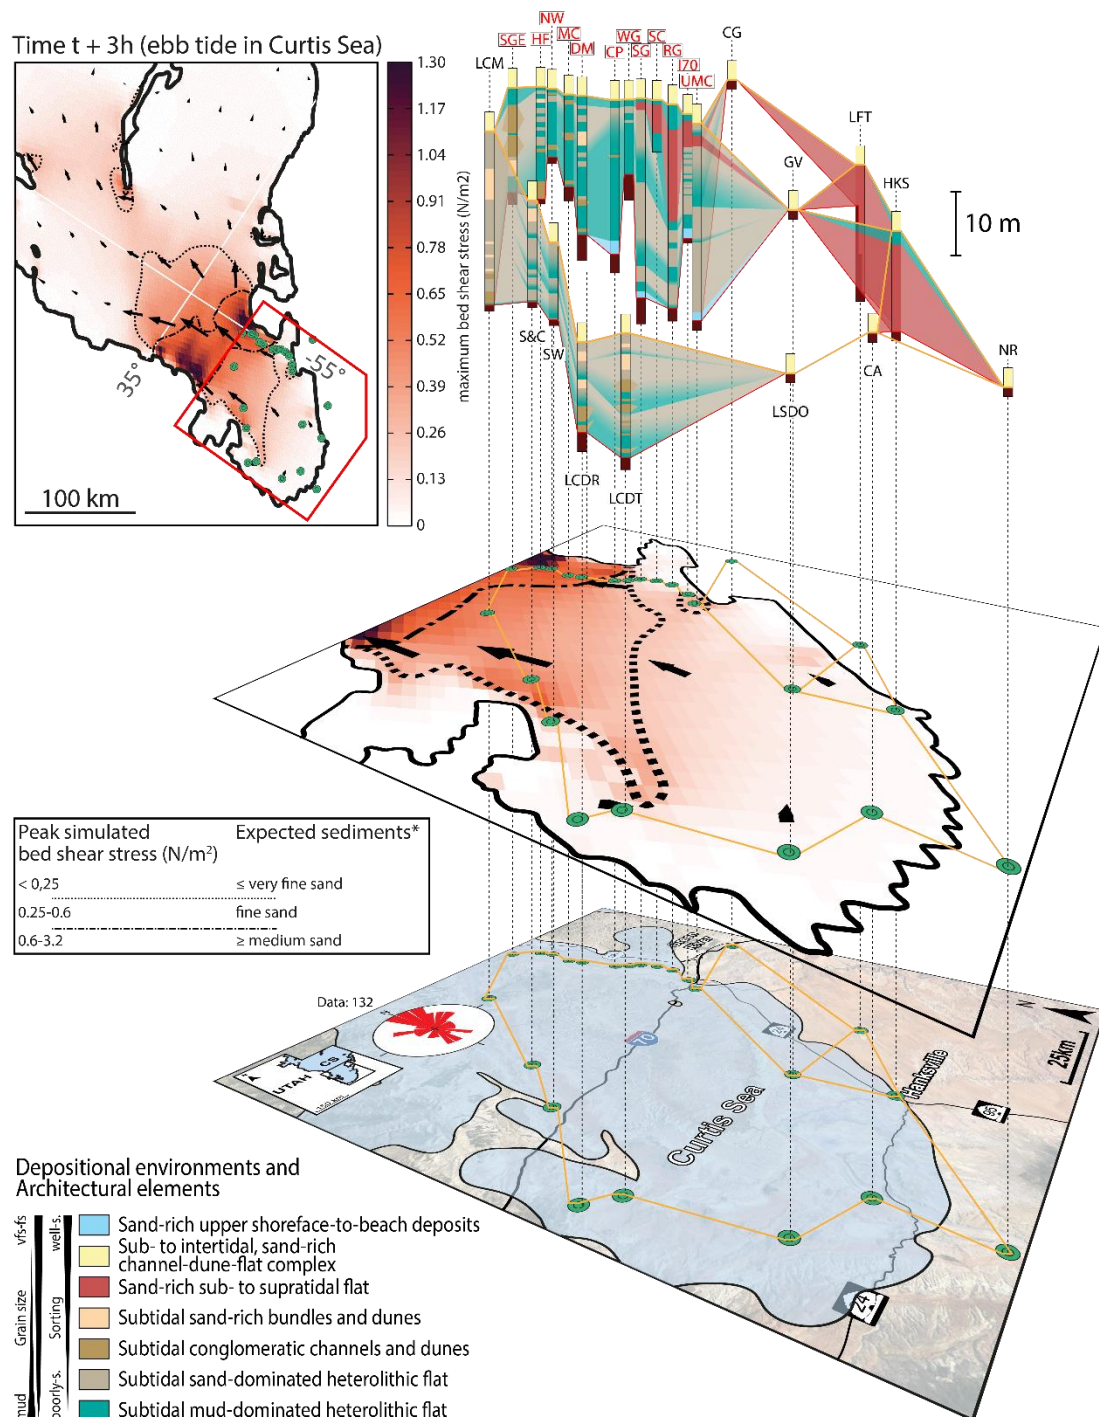 Time t + 3h (ebb tide in Curtis Sea)
1.30
1.17
1.04
0.91
0.78
0.65
0.52
0.39
0.26
0.13
0
maximum bed shear stress (N/m2)
35°
-55°
100 km
LCM
SGE
HF
NW
MC
DM
CP
WG
SG
SC
RG
I70
UMC
CG
GV
LFT
HKS
10 m
S&C
SW
LCDR
LCDT
LSDO
CA
NR
Peak simulated
bed shear stress (N/m²)
Expected sediments*
< 0,25
≤ very fine sand
0.25-0.6
fine sand
0.6-3.2
≥ medium sand
Data: 132
UTAH
CS
70
24
Hanksville
95
N
25km
Curtis Sea
24
Depositional environments and
Architectural elements
vfs-fs
Grain size
mud
well-s.
Sorting
poorly-s.
Sand-rich upper shoreface-to-beach deposits
Sub- to intertidal, sand-rich
channel-dune-flat complex
Sand-rich sub- to supratidal flat
Subtidal sand-rich bundles and dunes
Subtidal conglomeratic channels and dunes
Subtidal sand-dominated heterolithic flat
Subtidal mud-dominated heterolithic flat